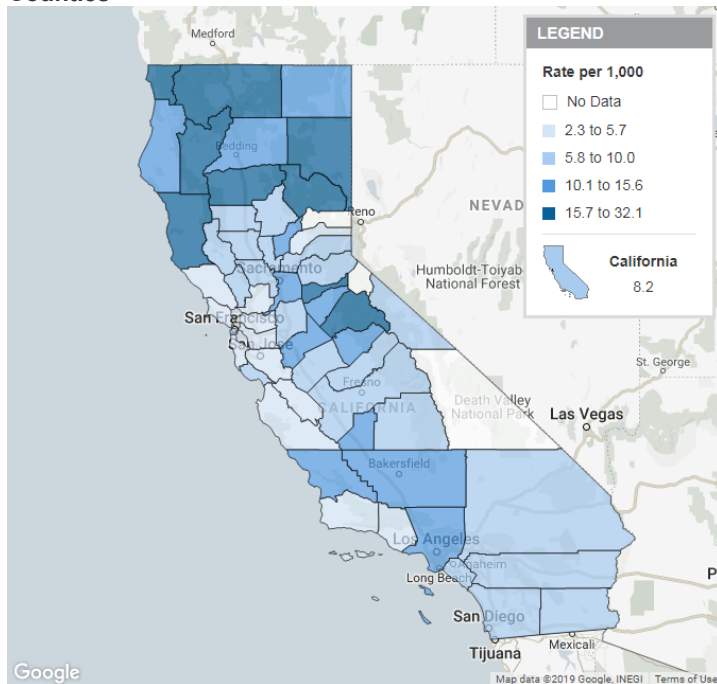 Counties
Medford
LEGEND
Rate per 1,000
No Data
2.3 to 5.7
5.8 to 10.0
10.1 to 15.6
15.7 to 32.1
California
8.2
Redding
NEVAD
Reno
Sacramento
Humboldt-Toiyab
National Forest
San Francisco
San Jose
St. George
Fresno
CALIFORNIA
Death Valley
National Park
Las Vegas
Bakersfield
Los Angeles
Anaheim
Long Beach
P
San Diego
Tijuana
Mexicali
Google
Map data ©2019 Google, INEGI
Terms of Use